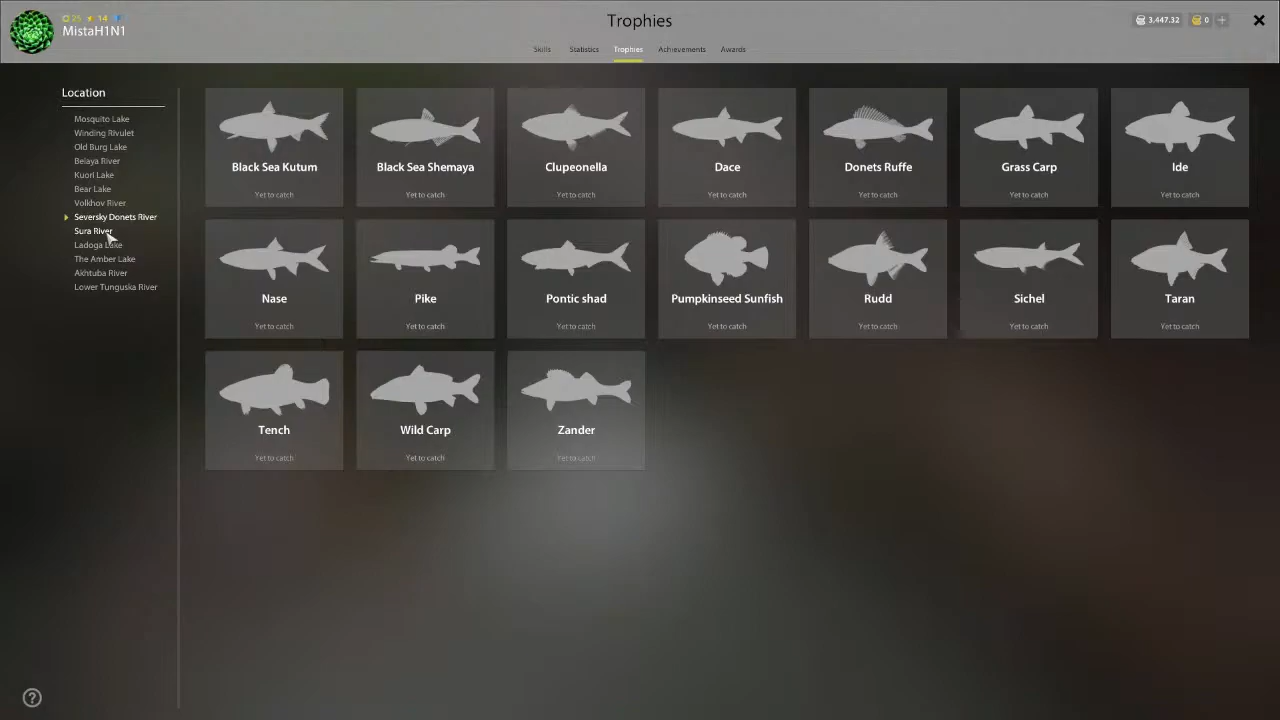 25 14
MistaH1N1
Trophies
3,447.32 0 +
Skills Statistics Trophies Achievements Awards
Location
Mosquito Lake
Winding Rivulet
Old Burg Lake
Belaya River
Kuori Lake
Bear Lake
Volkhov River
Seversky Donets River
Sura River
Ladoga Lake
The Amber Lake
Akhtuba River
Lower Tunguska River
Black Sea Kutum Black Sea Shemaya Clupeonella Dace Donets Ruffe Grass Carp Ide
Yet to catch Yet to catch Yet to catch Yet to catch Yet to catch Yet to catch Yet to catch
Nase Pike Pontic shad Pumpkinseed Sunfish Rudd Sichel Taran
Yet to catch Yet to catch Yet to catch Yet to catch Yet to catch Yet to catch Yet to catch
Tench Wild Carp Zander
Yet to catch Yet to catch Yet to catch
?